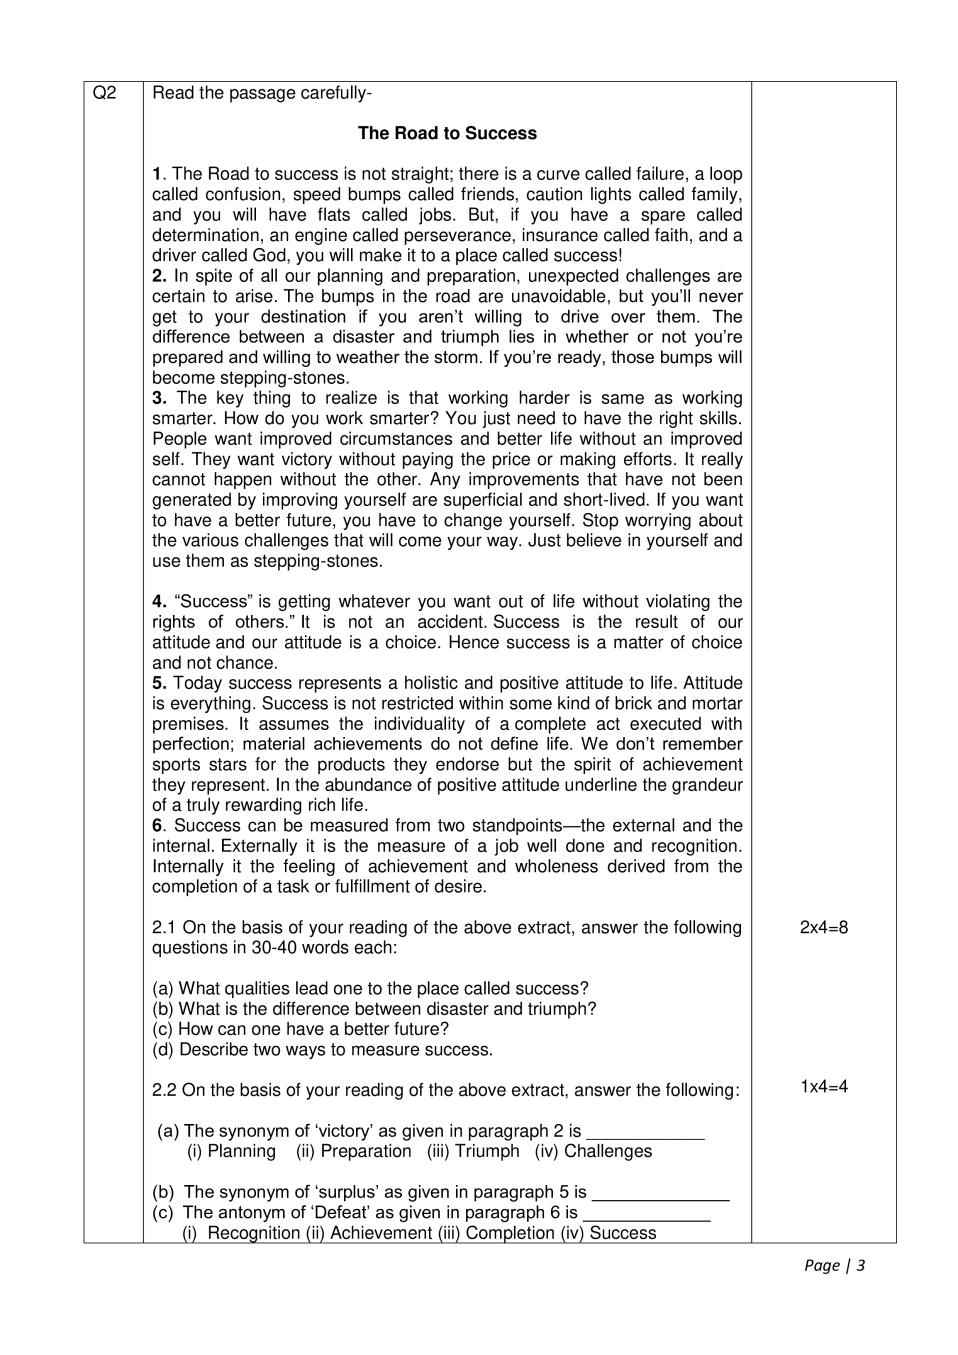 Q2
Read the passage carefully-
The Road to Success
1. The Road to success is not straight; there is a curve called failure, a loop
called confusion, speed bumps called friends, caution lights called family,
and you will have flats called jobs. But, if you have a spare called
determination, an engine called perseverance, insurance called faith, and a
driver called God, you will make it to a place called success!
2. In spite of all our planning and preparation, unexpected challenges are
certain to arise. The bumps in the road are unavoidable, but you’ll never
get to your destination if you aren’t willing to drive over them. The
difference between a disaster and triumph lies in whether or not you’re
prepared and willing to weather the storm. If you’re ready, those bumps will
become stepping-stones.
3. The key thing to realize is that working harder is same as working
smarter. How do you work smarter? You just need to have the right skills.
People want improved circumstances and better life without an improved
self. They want victory without paying the price or making efforts. It really
cannot happen without the other. Any improvements that have not been
generated by improving yourself are superficial and short-lived. If you want
to have a better future, you have to change yourself. Stop worrying about
the various challenges that will come your way. Just believe in yourself and
use them as stepping-stones.
4. “Success” is getting whatever you want out of life without violating the
rights of others.” It is not an accident. Success is the result of our
attitude and our attitude is a choice. Hence success is a matter of choice
and not chance.
5. Today success represents a holistic and positive attitude to life. Attitude
is everything. Success is not restricted within some kind of brick and mortar
premises. It assumes the individuality of a complete act executed with
perfection; material achievements do not define life. We don’t remember
sports stars for the products they endorse but the spirit of achievement
they represent. In the abundance of positive attitude underline the grandeur
of a truly rewarding rich life.
6. Success can be measured from two standpoints—the external and the
internal. Externally it is the measure of a job well done and recognition.
Internally it the feeling of achievement and wholeness derived from the
completion of a task or fulfillment of desire.
2.1 On the basis of your reading of the above extract, answer the following
questions in 30-40 words each:
2x4=8
(a) What qualities lead one to the place called success?
(b) What is the difference between disaster and triumph?
(c) How can one have a better future?
(d) Describe two ways to measure success.
2.2 On the basis of your reading of the above extract, answer the following:
1x4=4
(a) The synonym of ‘victory’ as given in paragraph 2 is ____________
(i) Planning (ii) Preparation (iii) Triumph (iv) Challenges
(b) The synonym of ‘surplus’ as given in paragraph 5 is ______________
(c) The antonym of ‘Defeat’ as given in paragraph 6 is _____________
(i) Recognition (ii) Achievement (iii) Completion (iv) Success
Page | 3